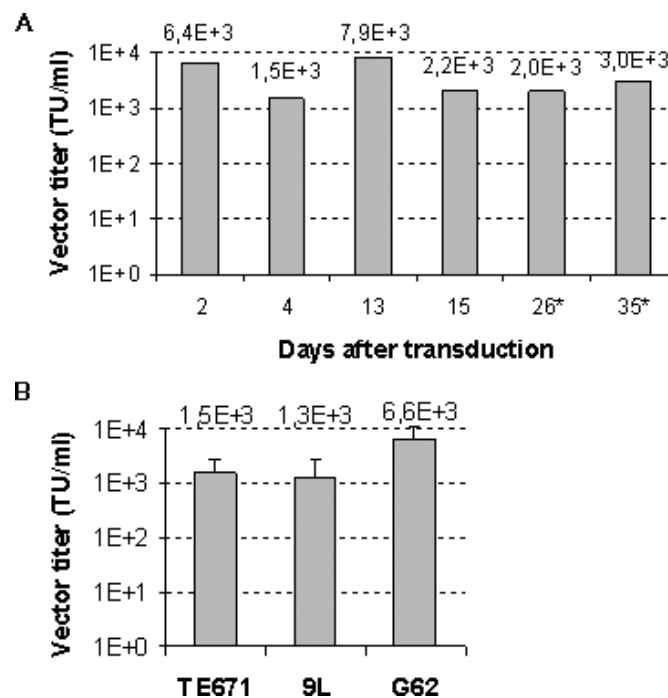 A
6,4E+3 1,5E+3 7,9E+3 2,2E+3 2,0E+3 3,0E+3
1E+4
1E+3
1E+2
1E+1
1E+0
Vector titer (TU/ml)
2 4 13 15 26* 35*
Days after transduction
B
1,5E+3 1,3E+3 6,6E+3
1E+4
1E+3
1E+2
1E+1
1E+0
Vector titer (TU/ml)
TE671 9L G62